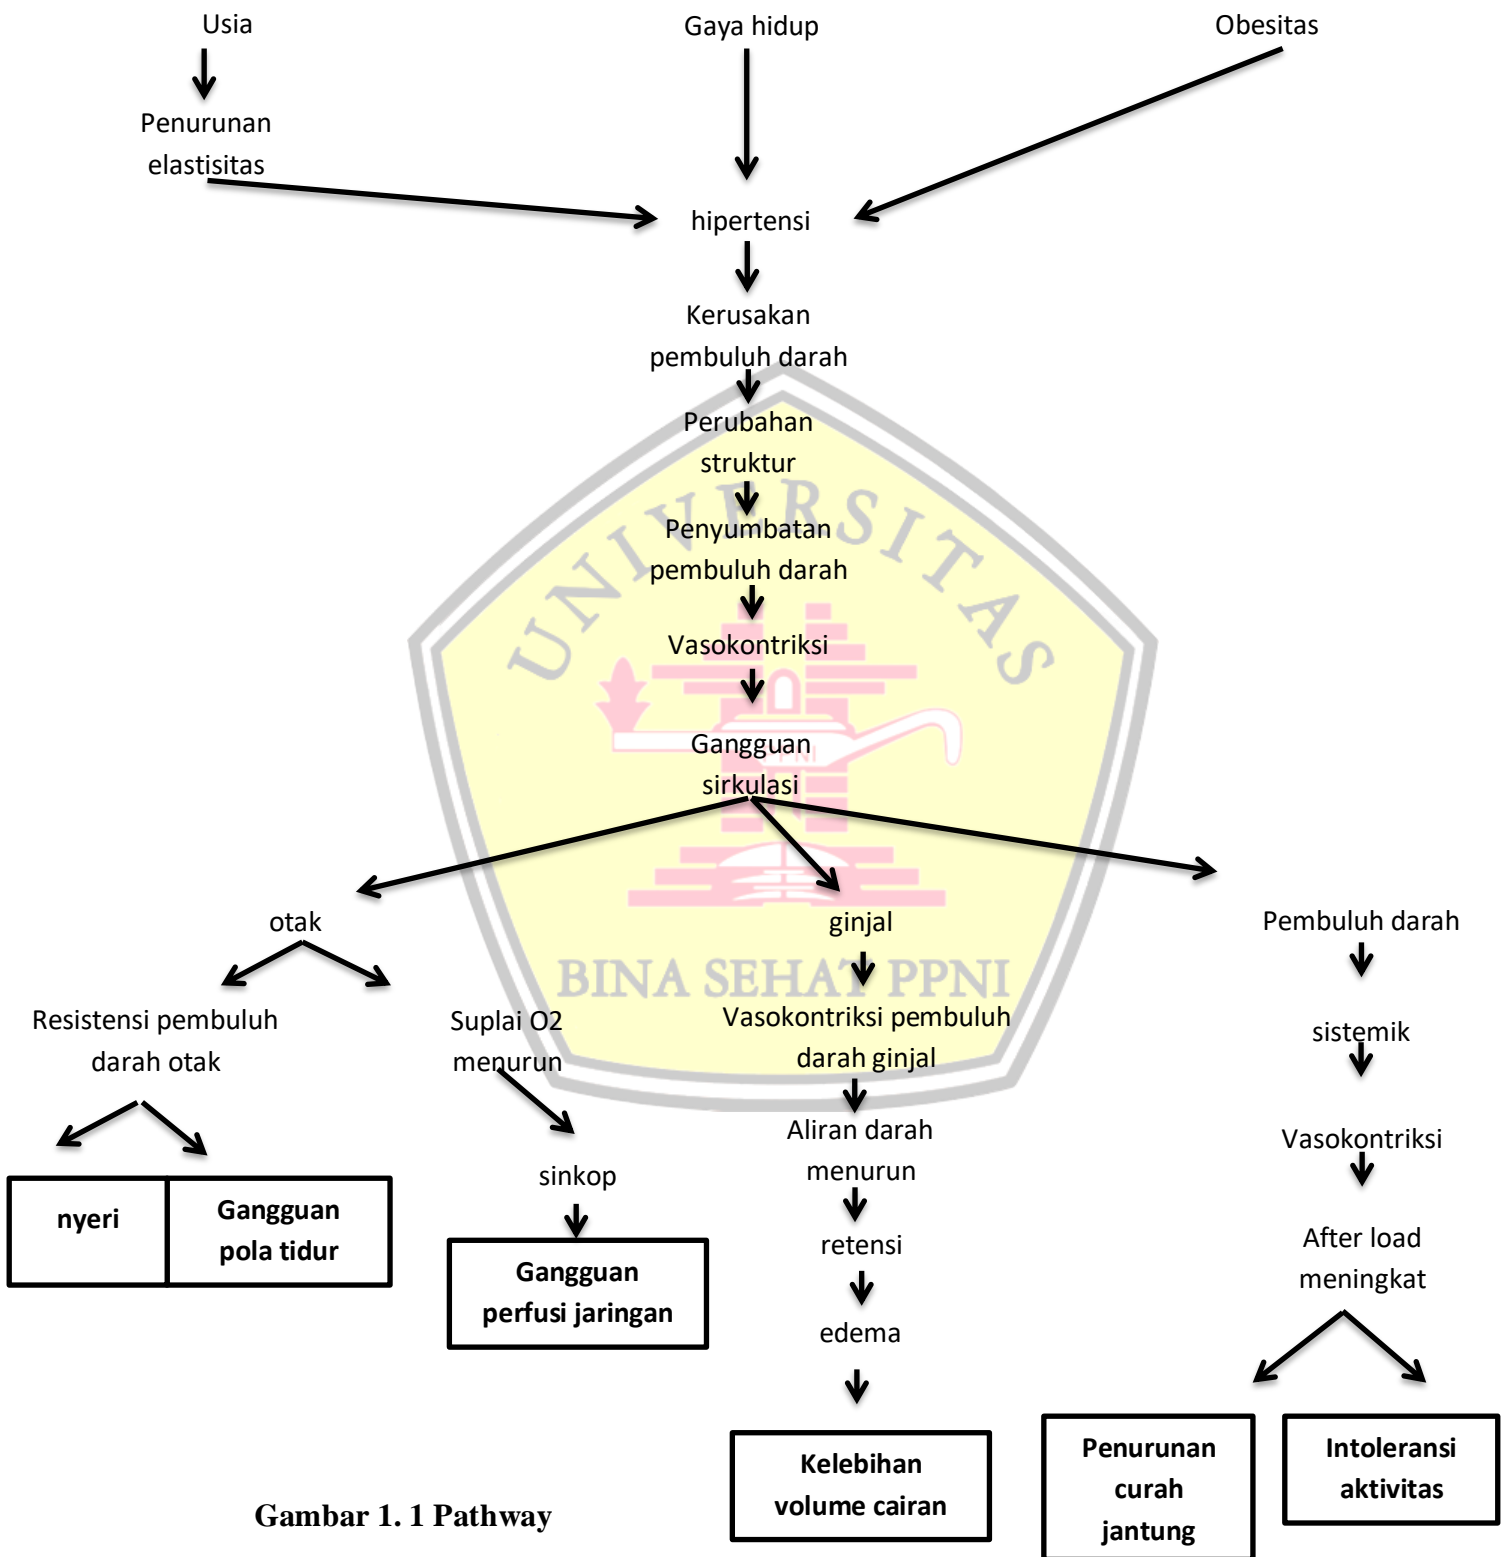 Usia
Gaya hidup
Obesitas
Penurunan
elastisitas
hipertensi
Kerusakan
pembuluh darah
Perubahan
struktur
UNIVERSITAS
Penyumbatan
pembuluh darah
Vasokontriksi
Gangguan
PPNI
sirkulasi
otak
ginjal
Pembuluh darah
BINA SEHAT PPNI
Resistensi pembuluh
darah otak
Suplai O2
menurun
Vasokontriksi pembuluh
darah ginjal
sistemik
Aliran darah
menurun
Vasokontriksi
sinkop
nyeri
Gangguan
pola tidur
retensi
After load
meningkat
Gangguan
perfusi jaringan
edema
Kelebihan
volume cairan
Penurunan
curah
jantung
Intoleransi
aktivitas
Gambar 1. 1 Pathway